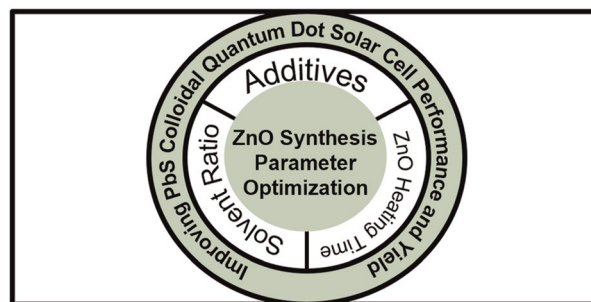 Improving PbS Colloidal Quantum Dot Solar Cell Performance and Yield
Additives
Solvent Ratio
ZnO Heating Time
ZnO Synthesis
Parameter
Optimization